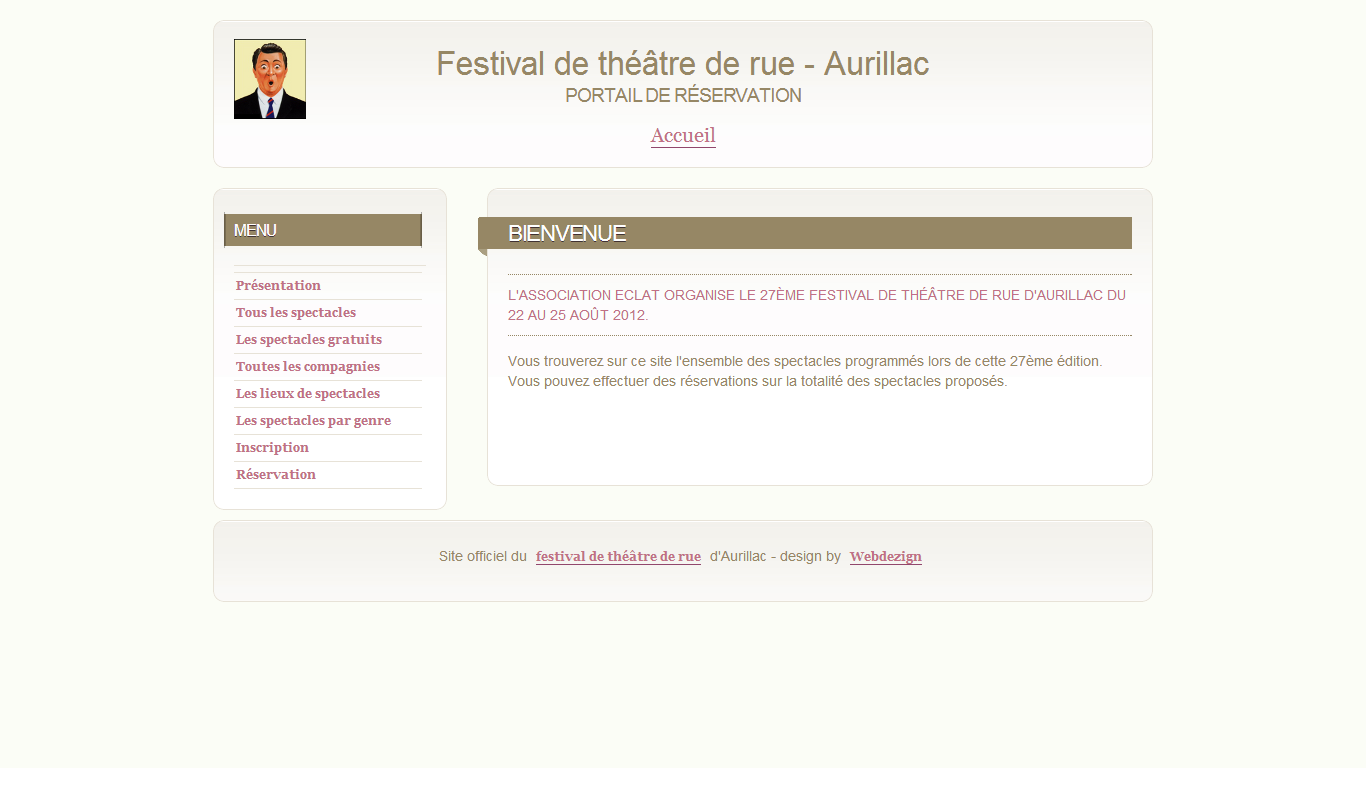 Festival de théâtre de rue - Aurillac
PORTAIL DE RÉSERVATION
Accueil
MENU
Présentation
Tous les spectacles
Les spectacles gratuits
Toutes les compagnies
Les lieux de spectacles
Les spectacles par genre
Inscription
Réservation
BIENVENUE
L'ASSOCIATION ECLAT ORGANISE LE 27ÈME FESTIVAL DE THÉÂTRE DE RUE D'AURILLAC DU
22 AU 25 AOÛT 2012.
Vous trouverez sur ce site l'ensemble des spectacles programmés lors de cette 27ème édition.
Vous pouvez effectuer des réservations sur la totalité des spectacles proposés.
Site officiel du festival de théâtre de rue d'Aurillac - design by Webdezign